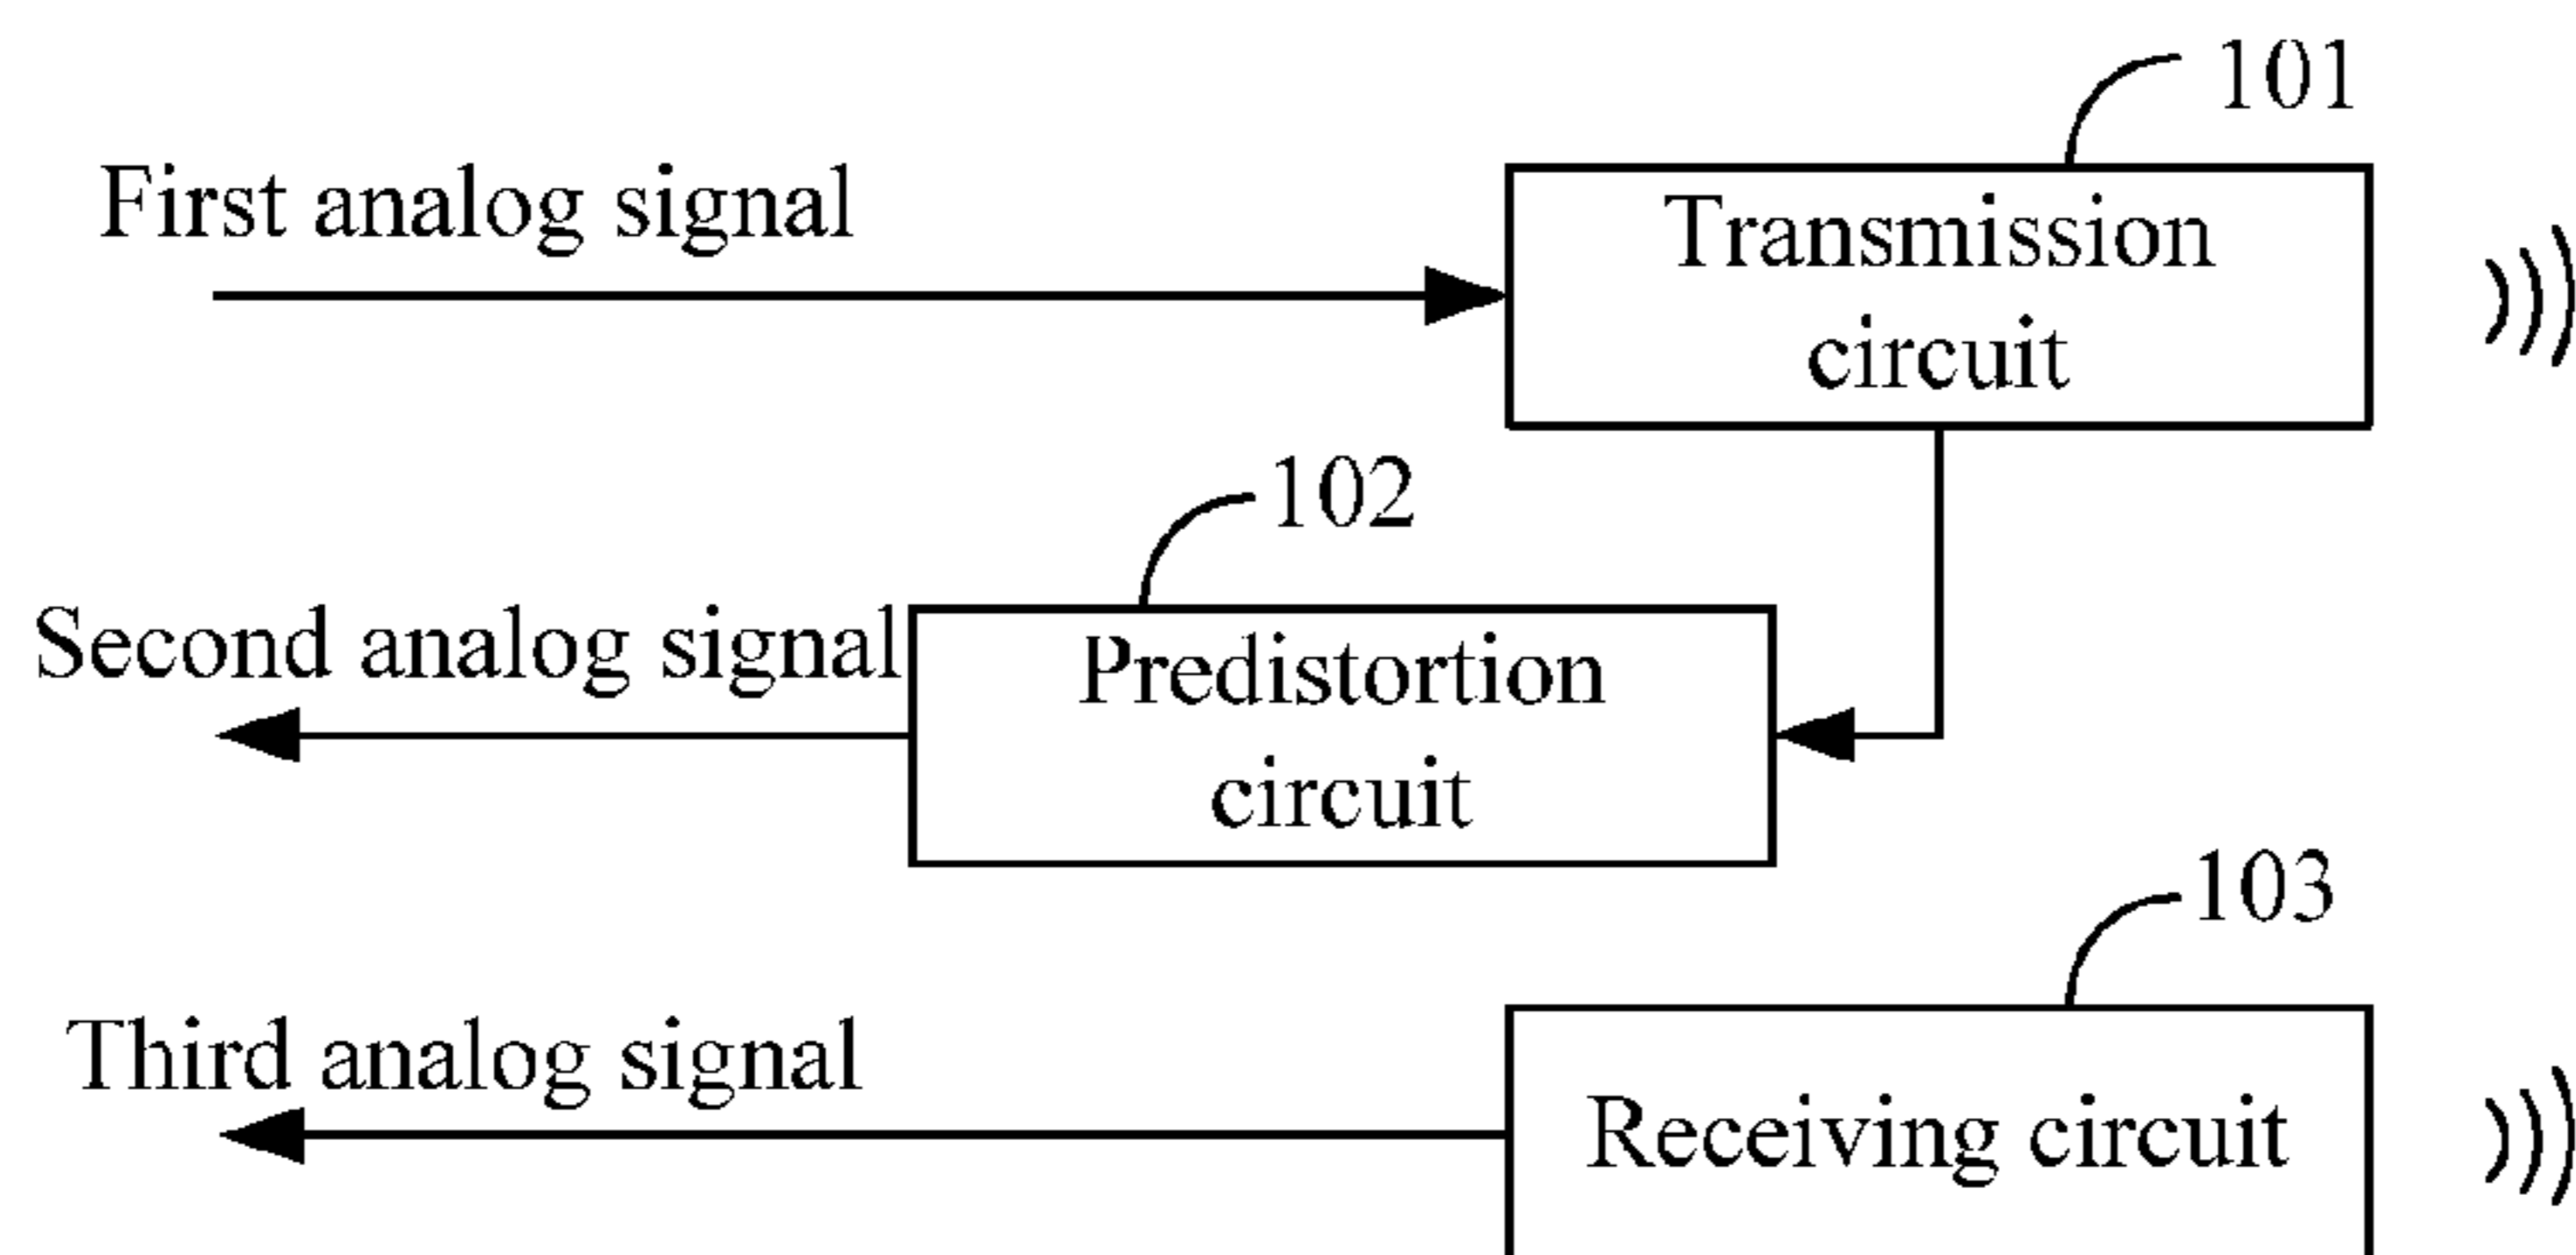 101
First analog signal
Transmission
circuit
102
Second analog signal
Predistortion
circuit
103
Third analog signal
Receiving circuit